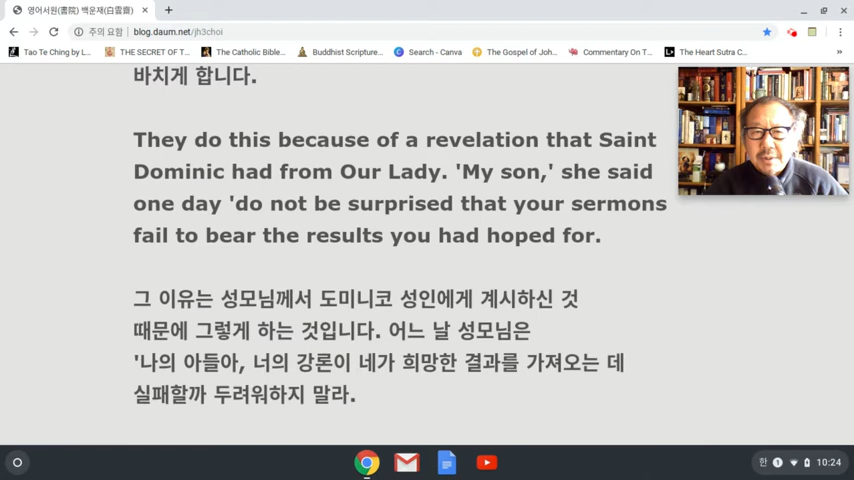 영어서원(書院) 백운재(白雲齋)
주의 요함
blog.daum.net/jh3choi
Tao Te Ching by L...
THE SECRET OF T...
The Catholic Bible...
Buddhist Scripture...
Search - Canva
The Gospel of Joh...
Commentary On T...
The Heart Sutra C...
»
바치게 합니다.
They do this because of a revelation that Saint
Dominic had from Our Lady. 'My son,' she said
one day 'do not be surprised that your sermons
fail to bear the results you had hoped for.
그 이유는 성모님께서 도미니코 성인에게 계시하신 것
때문에 그렇게 하는 것입니다. 어느 날 성모님은
'나의 아들아, 너의 강론이 네가 희망한 결과를 가져오는 데
실패할까 두려워하지 말라.
한 1 10:24